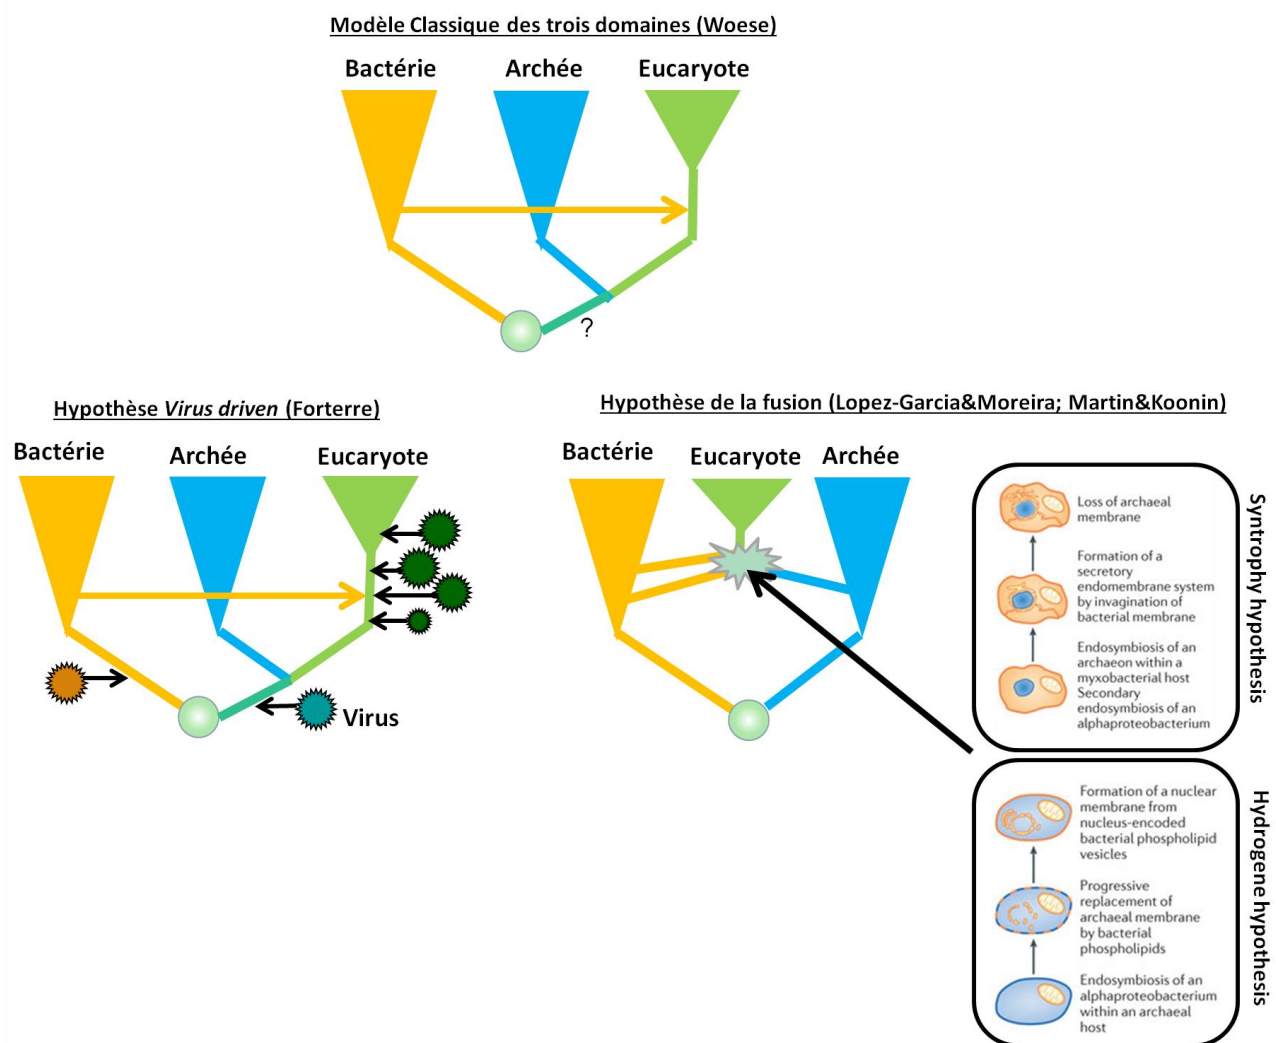 Modèle Classique des trois domaines (Woese)
Bactérie
Archée
Eucaryote
?
Hypothèse Virus driven (Forterre)
Bactérie
Archée
Eucaryote
Virus
Hypothèse de la fusion (Lopez-Garcia&Moreira; Martin&Koonin)
Bactérie
Eucaryote
Archée
Loss of archaeal
membrane
Formation of a
secretory
endomembrane system
by invagination of
bacterial membrane
Endosymbiosis of an
archaeon within a
myxobacterial host
Secondary
endosymbiosis of an
alphaproteobacterium
Syntrophy hypothesis
Formation of a nuclear
membrane from
nucleus-encoded
bacterial phospholipid
vesicles
Progressive
replacement of
archaeal membrane
by bacterial
phospholipids
Endosymbiosis of an
alphaproteobacterium
within an archaeal
host
Hydrogene hypothesis